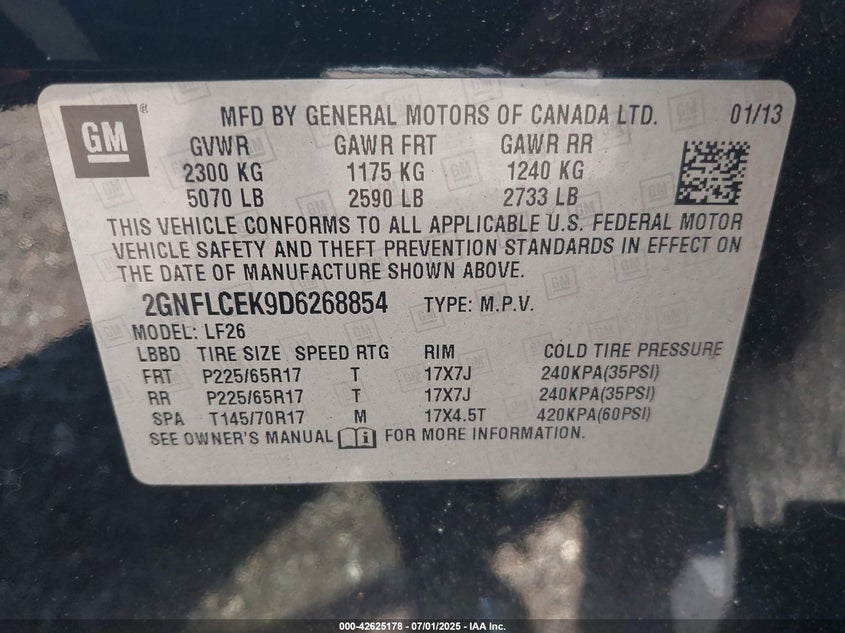 GM ® MFD BY GENERAL MOTORS OF CANADA LTD. 01/13
GVWR GAWR FRT GAWR RR
2300 KG 1175 KG 1240 KG
5070 LB 2590 LB 2733 LB
THIS VEHICLE CONFORMS TO ALL APPLICABLE U.S. FEDERAL MOTOR
VEHICLE SAFETY AND THEFT PREVENTION STANDARDS IN EFFECT ON
THE DATE OF MANUFACTURE SHOWN ABOVE.
2GNFLCEK9D6268854 TYPE: M.P.V.
MODEL: LF26
LBBD TIRE SIZE SPEED RTG RIM COLD TIRE PRESSURE
FRT P225/65R17 T 17X7J 240KPA(35PSI)
RR P225/65R17 T 17X7J 240KPA(35PSI)
SPA T145/70R17 M 17X4.5T 420KPA(60PSI)
SEE OWNER'S MANUAL FOR MORE INFORMATION.
000-42625178 - 07/01/2025 - IAA Inc.